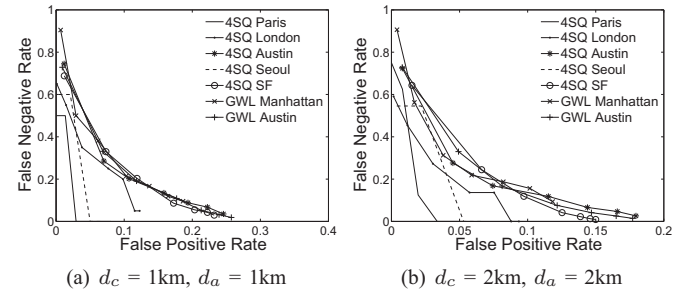 False Negative Rate
1
0.8
0.6
0.4
0.2
0
0
0.1
0.2
0.3
0.4
False Positive Rate
4SQ Paris
4SQ London
4SQ Austin
4SQ Seoul
4SQ SF
GWL Manhattan
GWL Austin
(a) d_c = 1km, d_a = 1km
False Negative Rate
1
0.8
0.6
0.4
0.2
0
0
0.05
0.1
0.15
0.2
False Positive Rate
4SQ Paris
4SQ London
4SQ Austin
4SQ Seoul
4SQ SF
GWL Manhattan
GWL Austin
(b) d_c = 2km, d_a = 2km